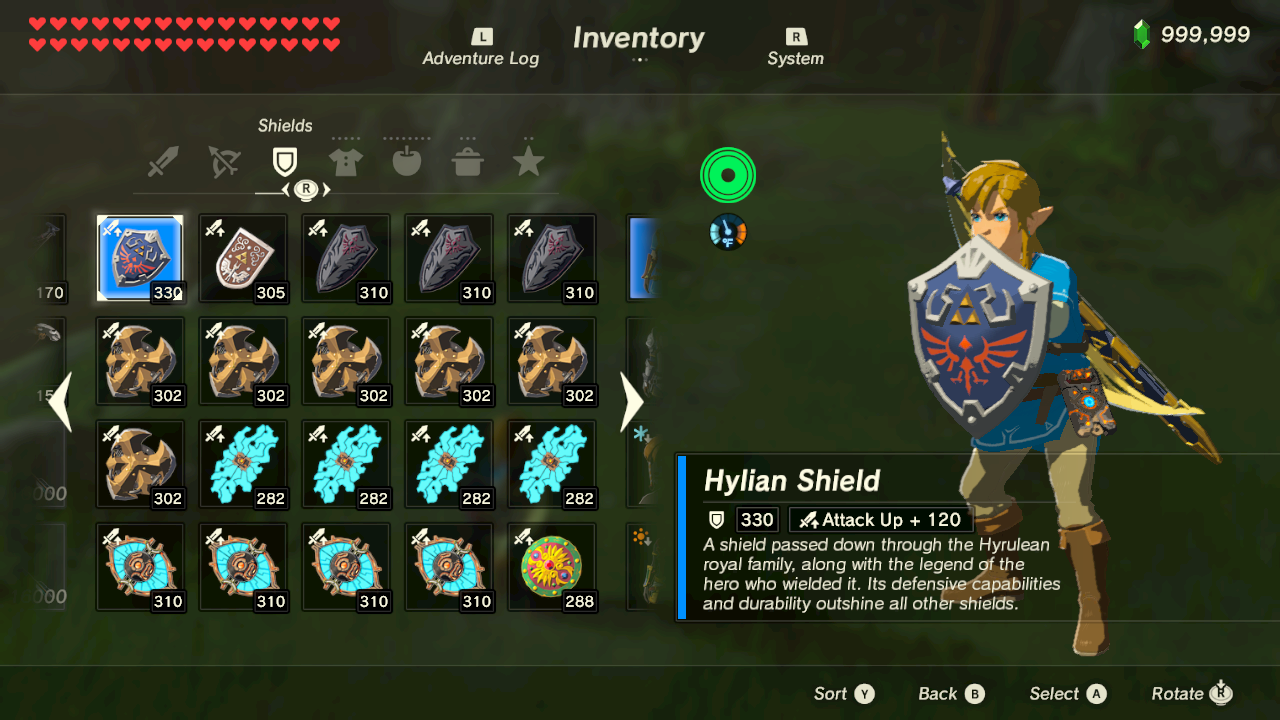 L
Adventure Log
Inventory
R
System
999,999
Shields
R
170
330
305
310
310
310
302
302
302
302
302
000
302
282
282
282
282
000
310
310
310
310
288
°F
Hylian Shield
330
Attack Up + 120
A shield passed down through the Hyrulean
royal family, along with the legend of the
hero who wielded it. Its defensive capabilities
and durability outshine all other shields.
Sort Y
Back B
Select A
Rotate R